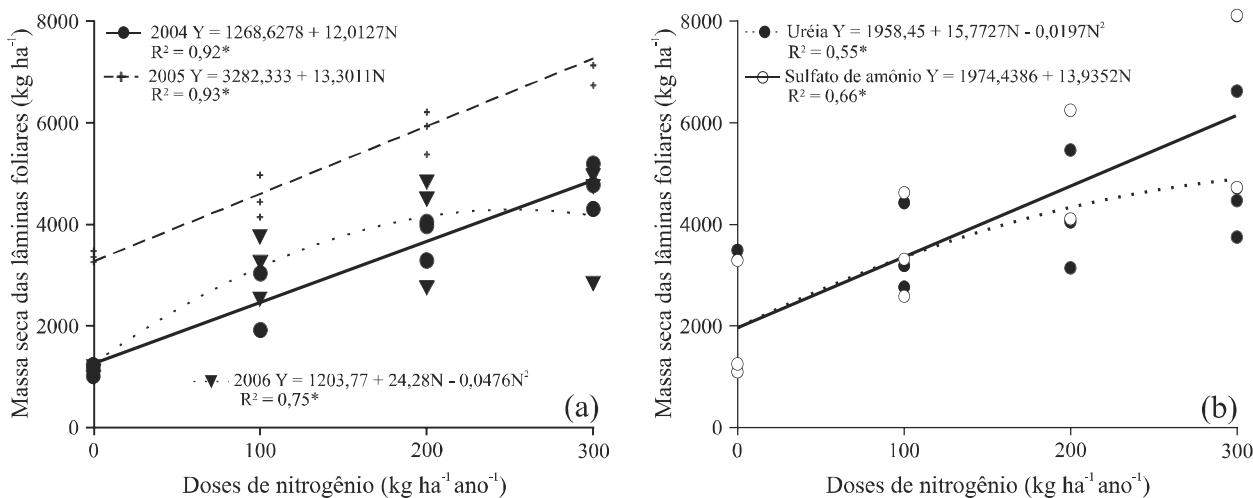 8000
6000
4000
2000
0
Massa seca das lâminas foliares (kg ha⁻¹)
2004 Y = 1268,6278 + 12,0127N
R² = 0,92*
2005 Y = 3282,333 + 13,3011N
R² = 0,93*
2006 Y = 1203,77 + 24,28N - 0,0476N²
R² = 0,75*
(a)
0 100 200 300
Doses de nitrogênio (kg ha⁻¹ ano⁻¹)
8000
6000
4000
2000
0
Massa seca das lâminas foliares (kg ha⁻¹)
Uréia Y = 1958,45 + 15,7727N - 0,0197N²
R² = 0,55*
Sulfato de amônio Y = 1974,4386 + 13,9352N
R² = 0,66*
(b)
0 100 200 300
Doses de nitrogênio (kg ha⁻¹ ano⁻¹)